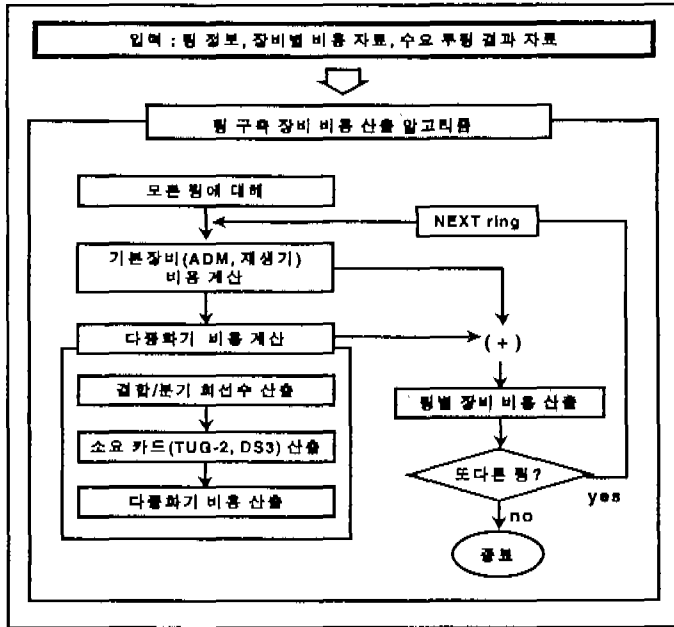 입력 : 링 정보, 장비별 비용 자료, 수요 루팅 결과 자료
링 구축 장비 비용 산출 알고리즘
모든 링에 대해
NEXT ring
기본장비(ADM, 재생기)
비용 계산
다중화기 비용 계산
( + )
결합/분기 회선수 산출
링별 장비 비용 산출
소요 카드(TUG-2, DS3) 산출
또다른 링?
다중화기 비용 산출
yes
no
종료